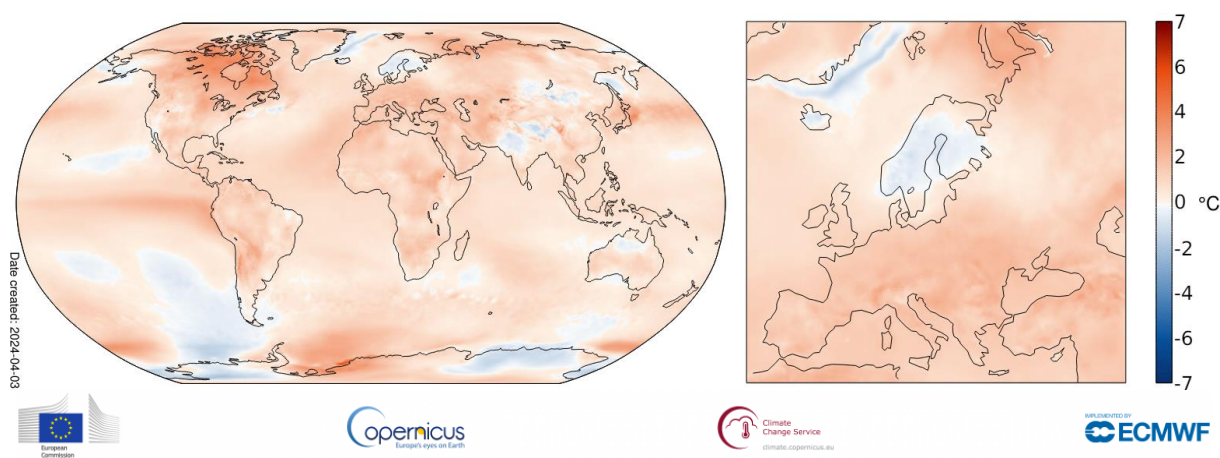 7
6
4
2
0 °C
-2
-4
-6
-7
Date created: 2024-04-03
European
Commission
opernicus
Europe's eyes on Earth
Climate
Change Service
climate.copernicus.eu
IMPLEMENTED BY
ECMWF